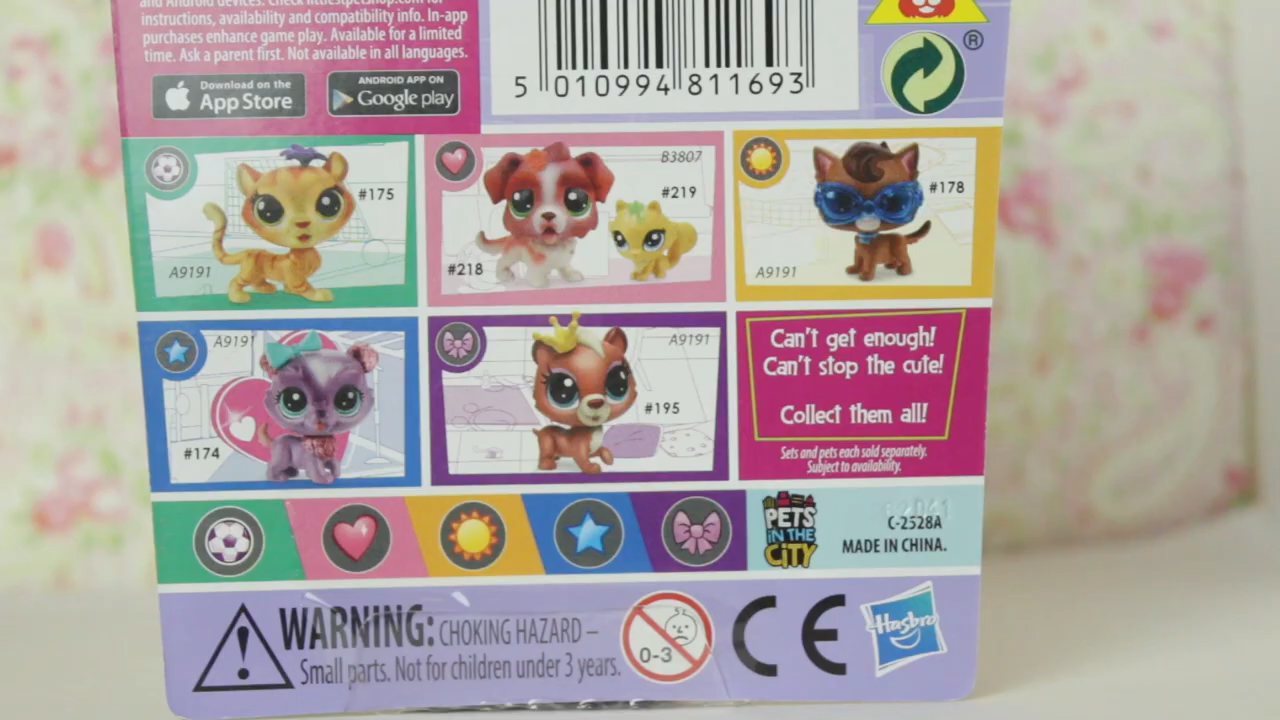 and Android devices. Check littlestpetshop.com for
instructions, availability and compatibility info. In-app
purchases enhance game play. Available for a limited
time. Ask a parent first. Not available in all languages.
Download on the
App Store
ANDROID APP ON
Google play
5 010994 811693
®
#175
A9191
B3807
#219
#218
#178
A9191
A9191
#174
A9191
#195
Can't get enough!
Can't stop the cute!
Collect them all!
Sets and pets each sold separately.
Subject to availability.
PETS
IN THE
CITY
C-2528A
MADE IN CHINA.
WARNING: CHOKING HAZARD –
Small parts. Not for children under 3 years.
0-3
CE
Hasbro